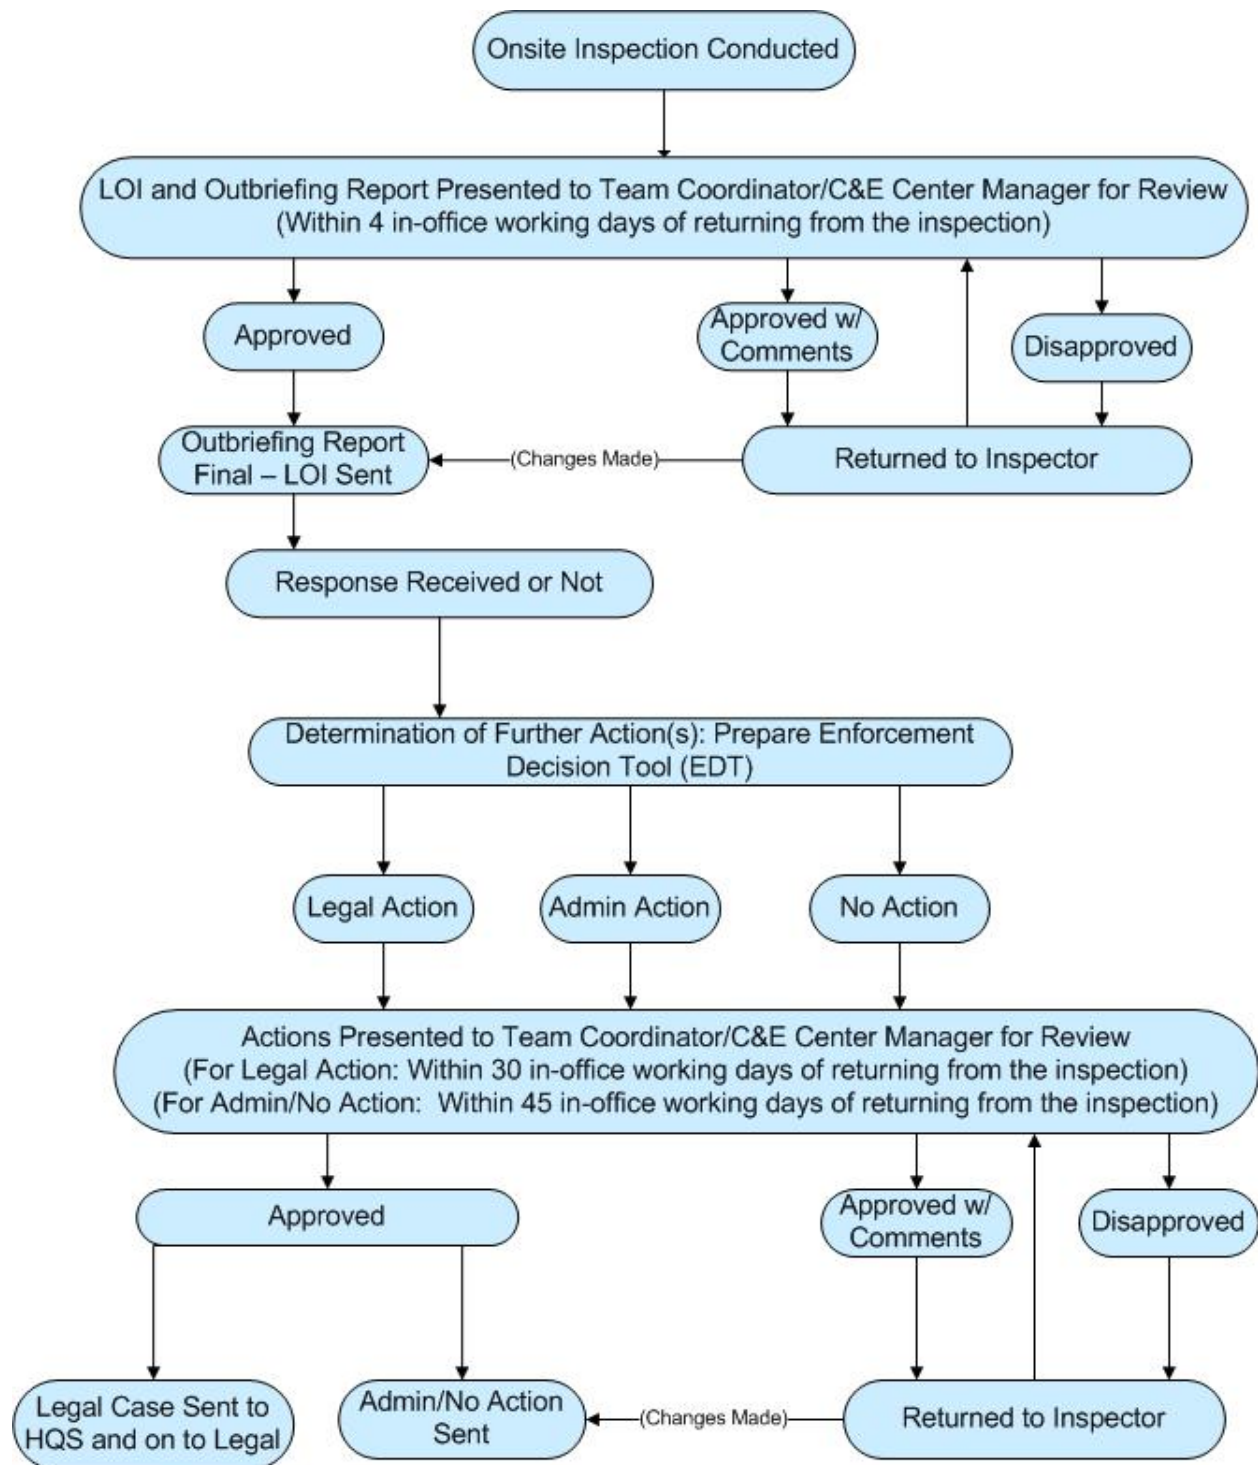 Onsite Inspection Conducted
LOI and Outbriefing Report Presented to Team Coordinator/C&E Center Manager for Review
(Within 4 in-office working days of returning from the inspection)
Approved
Approved w/
Comments
Disapproved
Outbriefing Report
Final – LOI Sent
(Changes Made)
Returned to Inspector
Response Received or Not
Determination of Further Action(s): Prepare Enforcement
Decision Tool (EDT)
Legal Action
Admin Action
No Action
Actions Presented to Team Coordinator/C&E Center Manager for Review
(For Legal Action: Within 30 in-office working days of returning from the inspection)
(For Admin/No Action:  Within 45 in-office working days of returning from the inspection)
Approved
Approved w/
Comments
Disapproved
Legal Case Sent to
HQS and on to Legal
Admin/No Action
Sent
(Changes Made)
Returned to Inspector